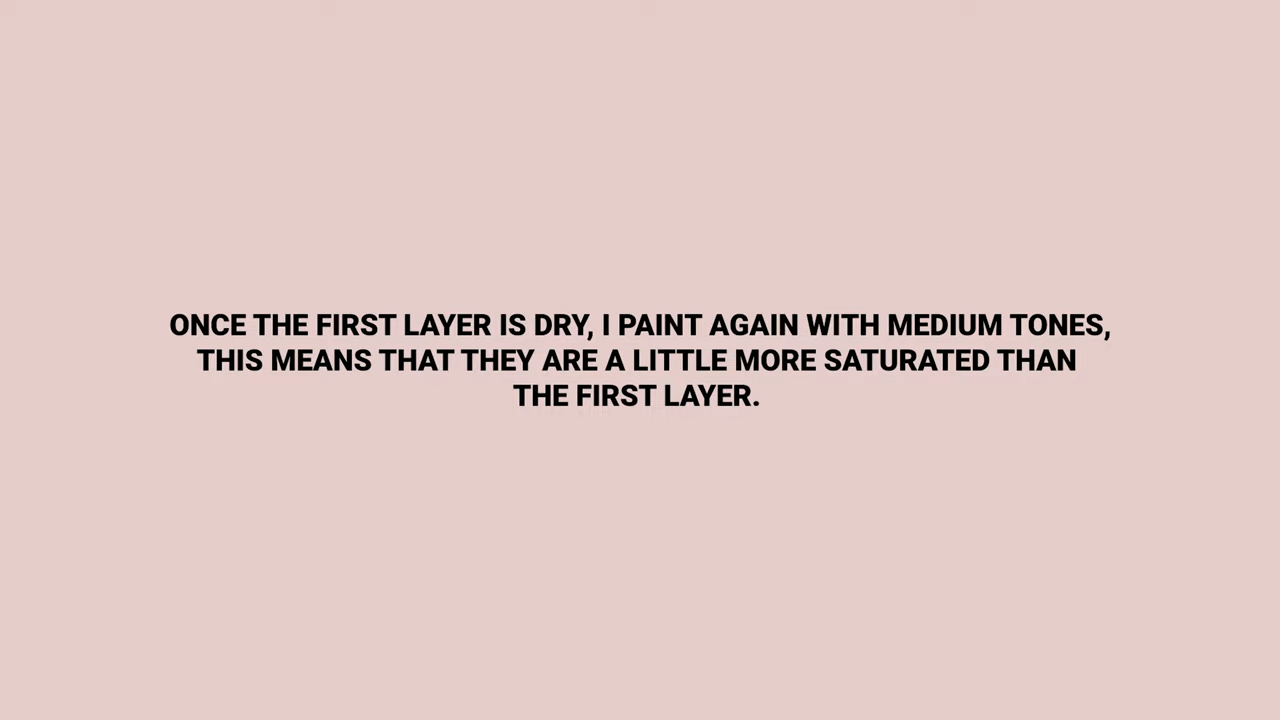 ONCE THE FIRST LAYER IS DRY, I PAINT AGAIN WITH MEDIUM TONES,
THIS MEANS THAT THEY ARE A LITTLE MORE SATURATED THAN
THE FIRST LAYER.